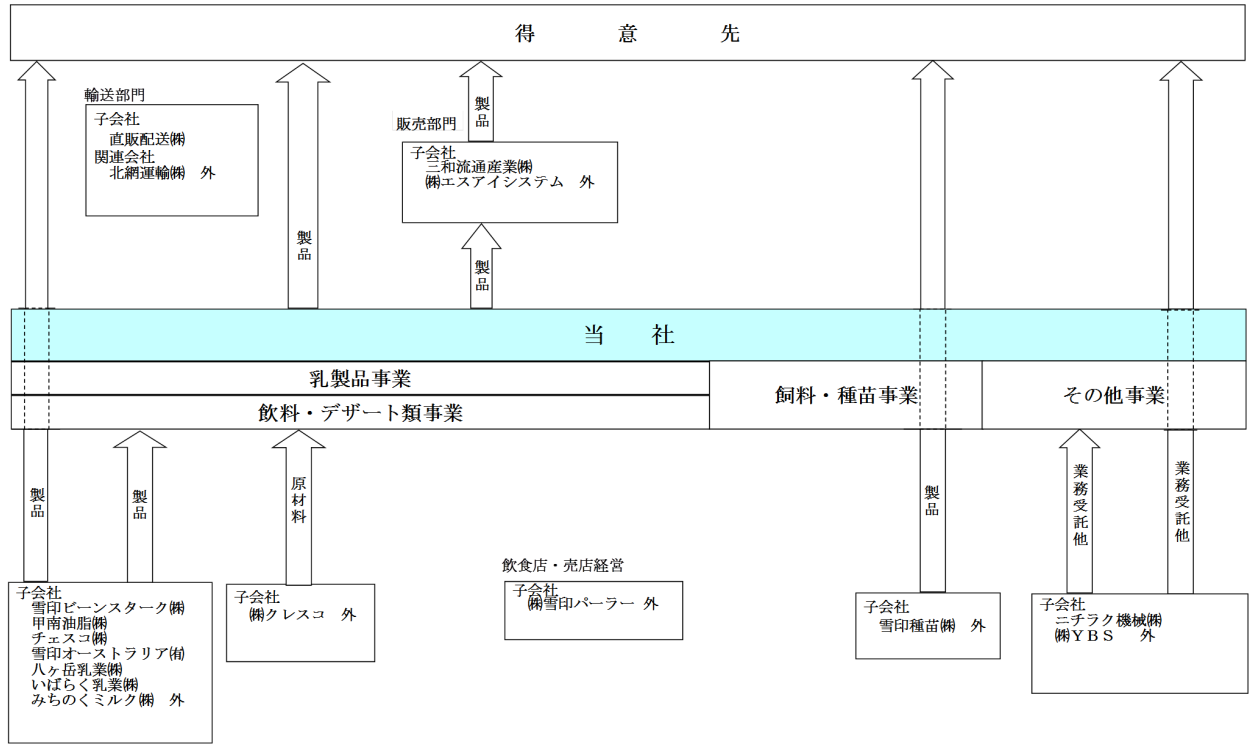 得意先
輸送部門
子会社
直販配送㈱
関連会社
北網運輸㈱　外
販売部門
製品
子会社
三和流通産業㈱
㈱エスアイシステム　外
製品
製品
当社
乳製品事業
飲料・デザート類事業
飼料・種苗事業
その他事業
製品
製品
原材料
製品
業務受託他
業務受託他
子会社
雪印ビーンスターク㈱
甲南油脂㈱
チェスコ㈱
雪印オーストラリア㈲
八ヶ岳乳業㈱
いばらく乳業㈱
みちのくミルク㈱　外
子会社
㈱クレスコ　外
飲食店・売店経営
子会社
㈱雪印パーラー　外
子会社
雪印種苗㈱　外
子会社
ニチラク機械㈱
㈱ＹＢＳ　外